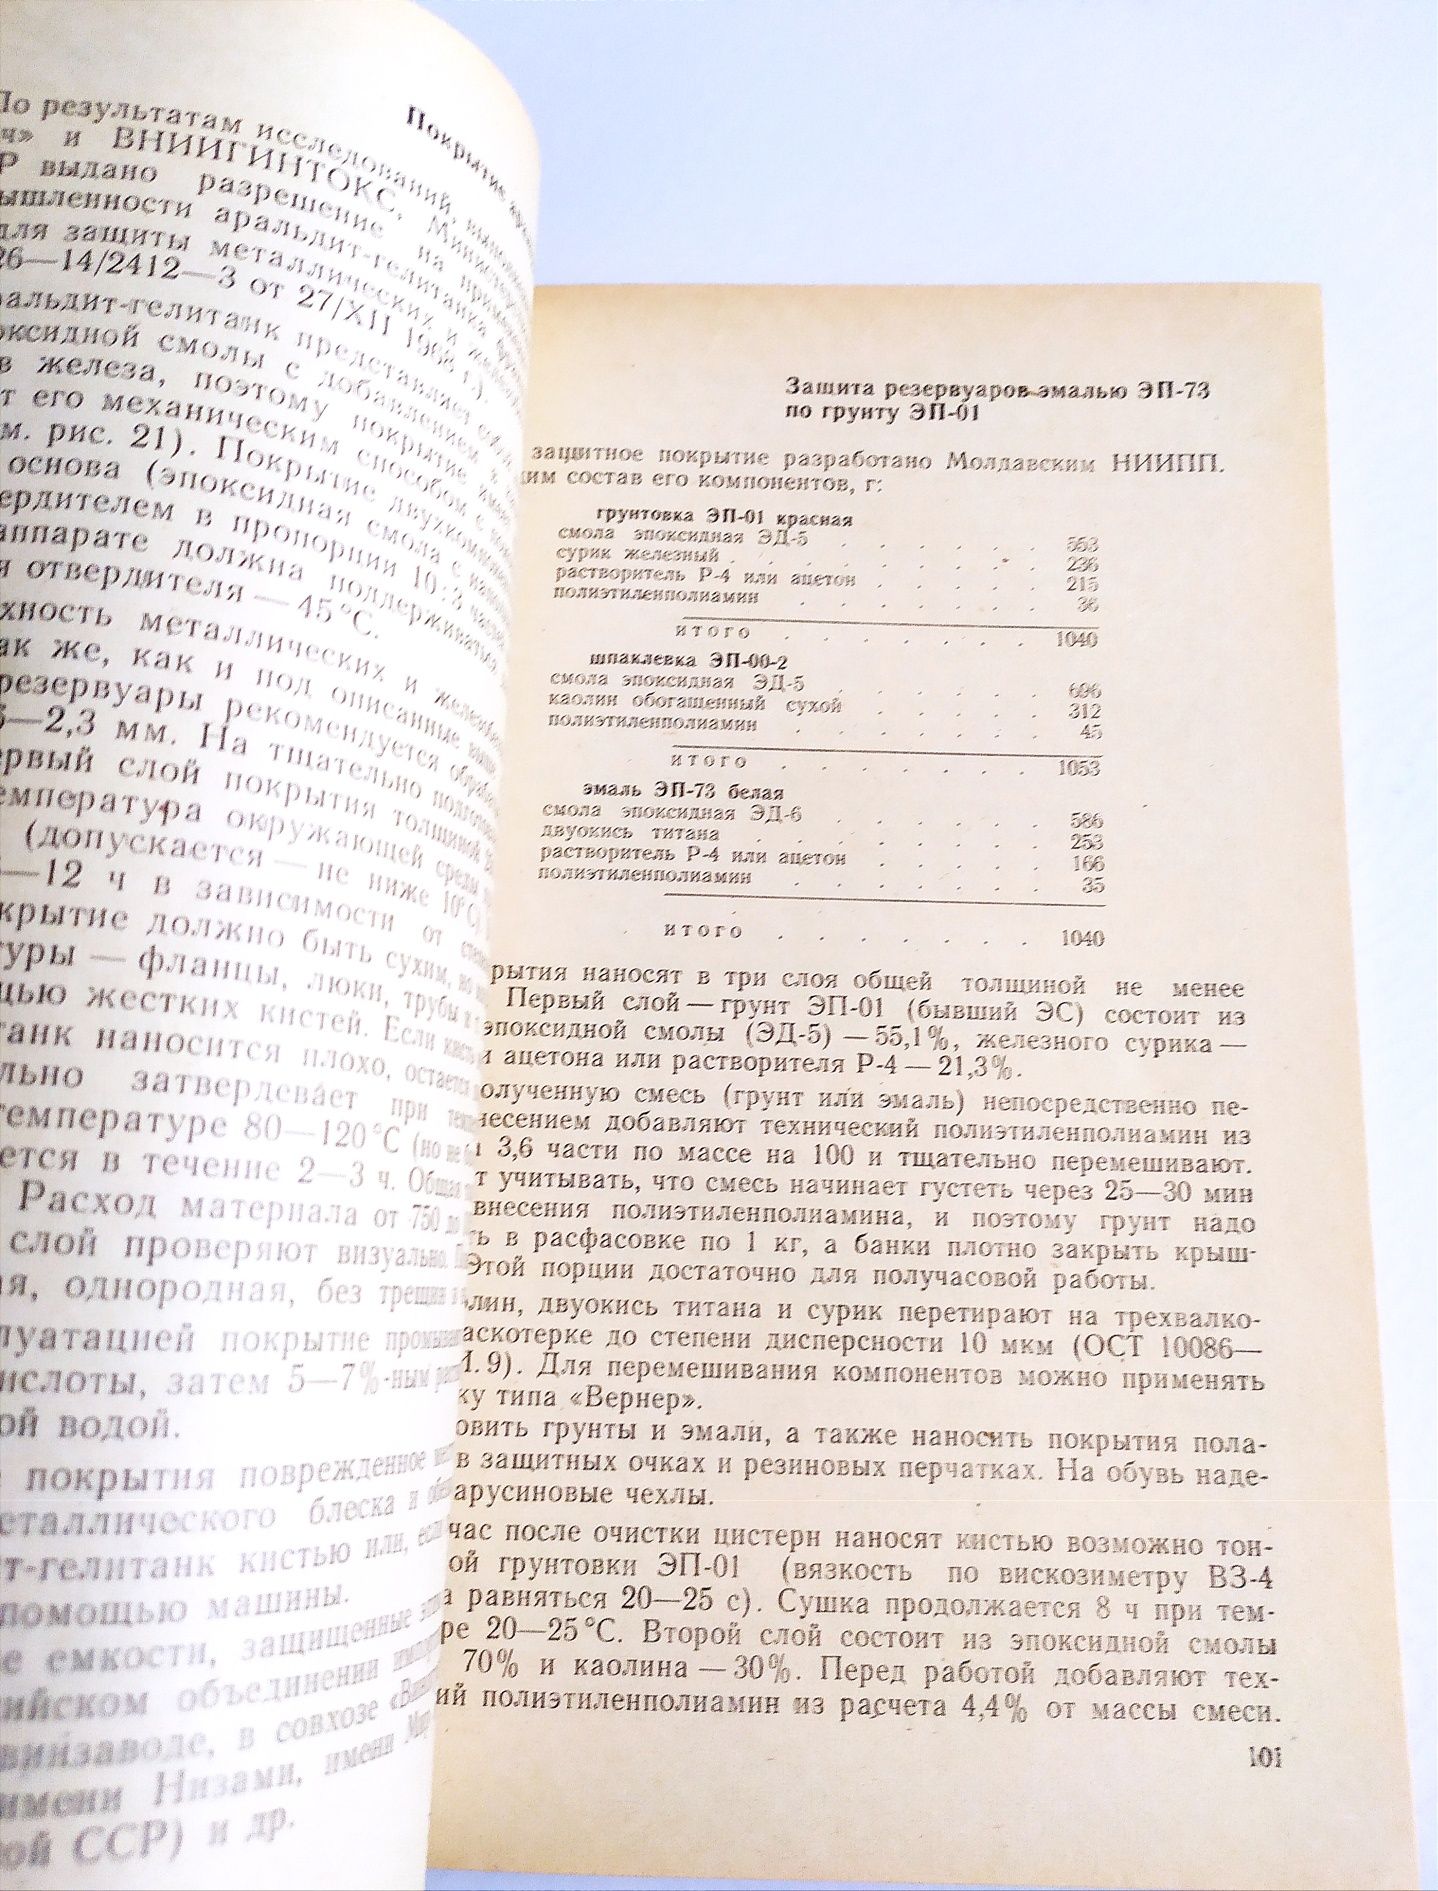 По результатам исследований,
ч» и ВНИИГИНТОКС,
Р выдано разрешение на
ышленности аральдит-гелитанка
для защиты металлических и
26—14/2412—3 от 27/XII 1968 г.).
ральдит-гелитанк представляет
оксидной смолы с добавлением
в железа, поэтому покрытие
т его механическим способом с
м. рис. 21). Покрытие
основа (эпоксидная смола с
ердителем в пропорции 10:3
аппарате должна поддерживаться
я отвердителя — 45 °С.
хность металлических и
ак же, как и под описанные выше
резервуары рекомендуется
5—2,3 мм. На тщательно
ервый слой покрытия толщиной
емпература окружающей среды
(допускается — не ниже 10°С)
—12 ч в зависимости от
крытие должно быть сухим, но
туры — фланцы, люки, трубы и
щью жестких кистей. Если
танк наносится плохо, остается
льно затвердевает при
температуре 80—120 °С (но не
ется в течение 2—3 ч. Общая
Расход материала от 750 до
слой проверяют визуально.
ая, однородная, без трещин и
луатацией покрытие
ислоты, затем 5—7%-ным
ой водой.
покрытия поврежденное
еталлического блеска и
т-гелитанк кистью или, если
помощью машины.
е емкости, защищенные
ийском объединении имени
винзаводе, в совхозе
имени Низами, имени
ой ССР) и др.
Покрытие
Защита резервуаров эмалью ЭП-73
по грунту ЭП-01
защитное покрытие разработано Молдавским НИИПП.
ким состав его компонентов, г:
грунтовка ЭП-01 красная
смола эпоксидная ЭД-5 . . . . . . 553
сурик железный . . . . . . . . 236
растворитель Р-4 или ацетон . . . . . 215
полиэтиленполиамин . . . . . . . 36
итого . . . . . . . 1040
шпаклевка ЭП-00-2
смола эпоксидная ЭД-5 . . . . . . 696
каолин обогащенный сухой . . . . . 312
полиэтиленполиамин . . . . . . . 45
итого . . . . . . . 1053
эмаль ЭП-73 белая
смола эпоксидная ЭД-6 . . . . . . 586
двуокись титана . . . . . . . . 253
растворитель Р-4 или ацетон . . . . . 166
полиэтиленполиамин . . . . . . . 35
итого . . . . . . . 1040
рытия наносят в три слоя общей толщиной не менее
Первый слой — грунт ЭП-01 (бывший ЭС) состоит из
эпоксидной смолы (ЭД-5) — 55,1%, железного сурика —
и ацетона или растворителя Р-4 — 21,3%.
олученную смесь (грунт или эмаль) непосредственно пе-
несением добавляют технический полиэтиленполиамин из
3,6 части по массе на 100 и тщательно перемешивают.
т учитывать, что смесь начинает густеть через 25—30 мин
внесения полиэтиленполиамина, и поэтому грунт надо
ть в расфасовке по 1 кг, а банки плотно закрыть крыш-
Этой порции достаточно для получасовой работы.
лин, двуокись титана и сурик перетирают на трехвалко-
аскотерке до степени дисперсности 10 мкм (ОСТ 10086—
И. 9). Для перемешивания компонентов можно применять
ку типа «Вернер».
овить грунты и эмали, а также наносить покрытия пола-
в защитных очках и резиновых перчатках. На обувь наде-
арусиновые чехлы.
час после очистки цистерн наносят кистью возможно тон-
ой грунтовки ЭП-01 (вязкость по вискозиметру ВЗ-4
а равняться 20—25 с). Сушка продолжается 8 ч при тем-
ре 20—25 °С. Второй слой состоит из эпоксидной смолы
70% и каолина — 30%. Перед работой добавляют тех-
ий полиэтиленполиамин из расчета 4,4% от массы смеси.
101